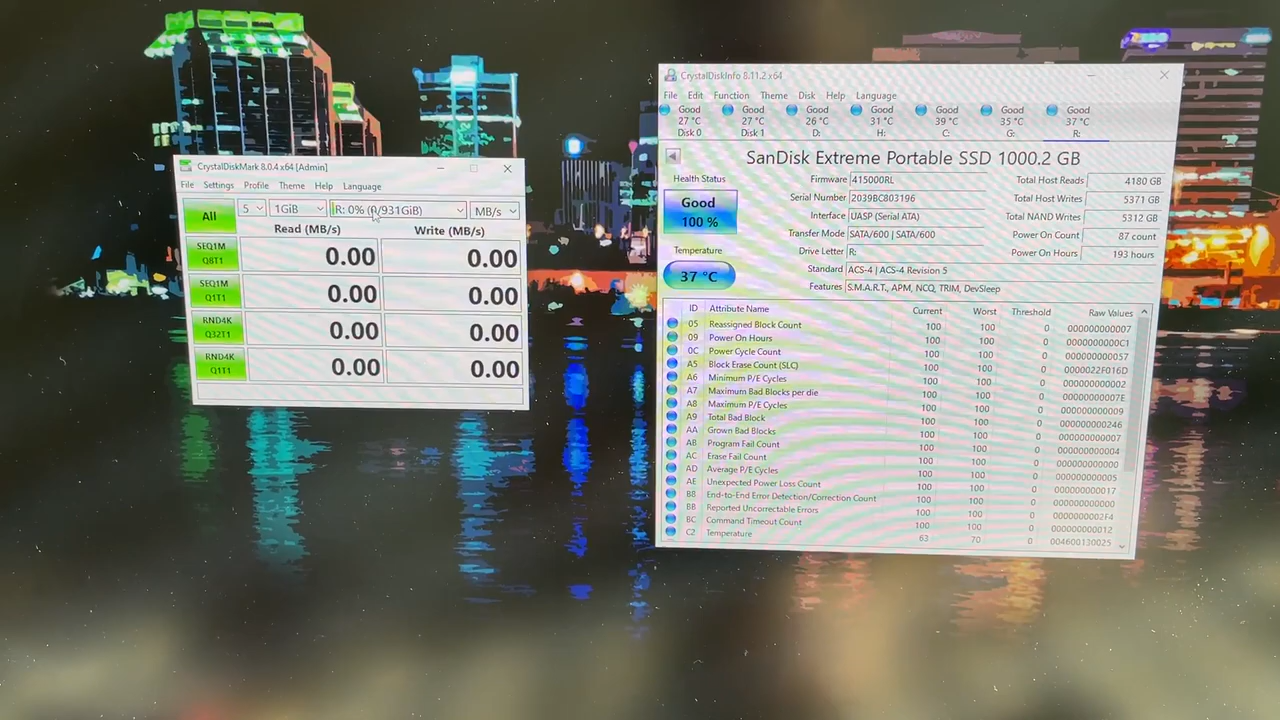 CrystalDiskMark 8.0.4 x64 [Admin]
File Settings Profile Theme Help Language
All 5 1GiB R: 0% (0/931GiB) MB/s
Read (MB/s) Write (MB/s)
SEQ1M
Q8T1 0.00 0.00
SEQ1M
Q1T1 0.00 0.00
RND4K
Q32T1 0.00 0.00
RND4K
Q1T1 0.00 0.00
CrystalDiskInfo 8.11.2 x64
File Edit Function Theme Disk Help Language
Good Good Good Good Good Good Good
27 °C 27 °C 26 °C 31 °C 39 °C 35 °C 37 °C
Disk 0 Disk 1 D: H: C: G: R:
SanDisk Extreme Portable SSD 1000.2 GB
Health Status
Good
100 %
Temperature
37 °C
Firmware 415000RL
Serial Number 2039BC803196
Interface UASP (Serial ATA)
Transfer Mode SATA/600 | SATA/600
Drive Letter R:
Standard ACS-4 | ACS-4 Revision 5
Features S.M.A.R.T., APM, NCQ, TRIM, DevSleep
Total Host Reads 4180 GB
Total Host Writes 5371 GB
Total NAND Writes 5312 GB
Power On Count 87 count
Power On Hours 193 hours
ID Attribute Name Current Worst Threshold Raw Values
05 Reassigned Block Count 100 100 0 000000000007
09 Power On Hours 100 100 0 0000000000C1
0C Power Cycle Count 100 100 0 000000000057
A5 Block Erase Count (SLC) 100 100 0 0000022F016D
A6 Minimum P/E Cycles 100 100 0 000000000002
A7 Maximum Bad Blocks per die 100 100 0 00000000007E
A8 Maximum P/E Cycles 100 100 0 000000000009
A9 Total Bad Block 100 100 0 000000000246
AA Grown Bad Blocks 100 100 0 000000000007
AB Program Fail Count 100 100 0 000000000004
AC Erase Fail Count 100 100 0 000000000000
AD Average P/E Cycles 100 100 0 000000000005
AE Unexpected Power Loss Count 100 100 0 000000000017
B8 End-to-End Error Detection/Correction Count 100 100 0 000000000000
BB Reported Uncorrectable Errors 100 100 0 0000000002F4
BC Command Timeout Count 100 100 0 000000000012
C2 Temperature 63 70 0 004600130025